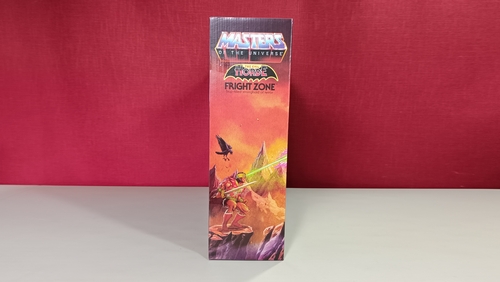 MASTERS
OF THE UNIVERSE
HORDE
FRIGHT ZONE